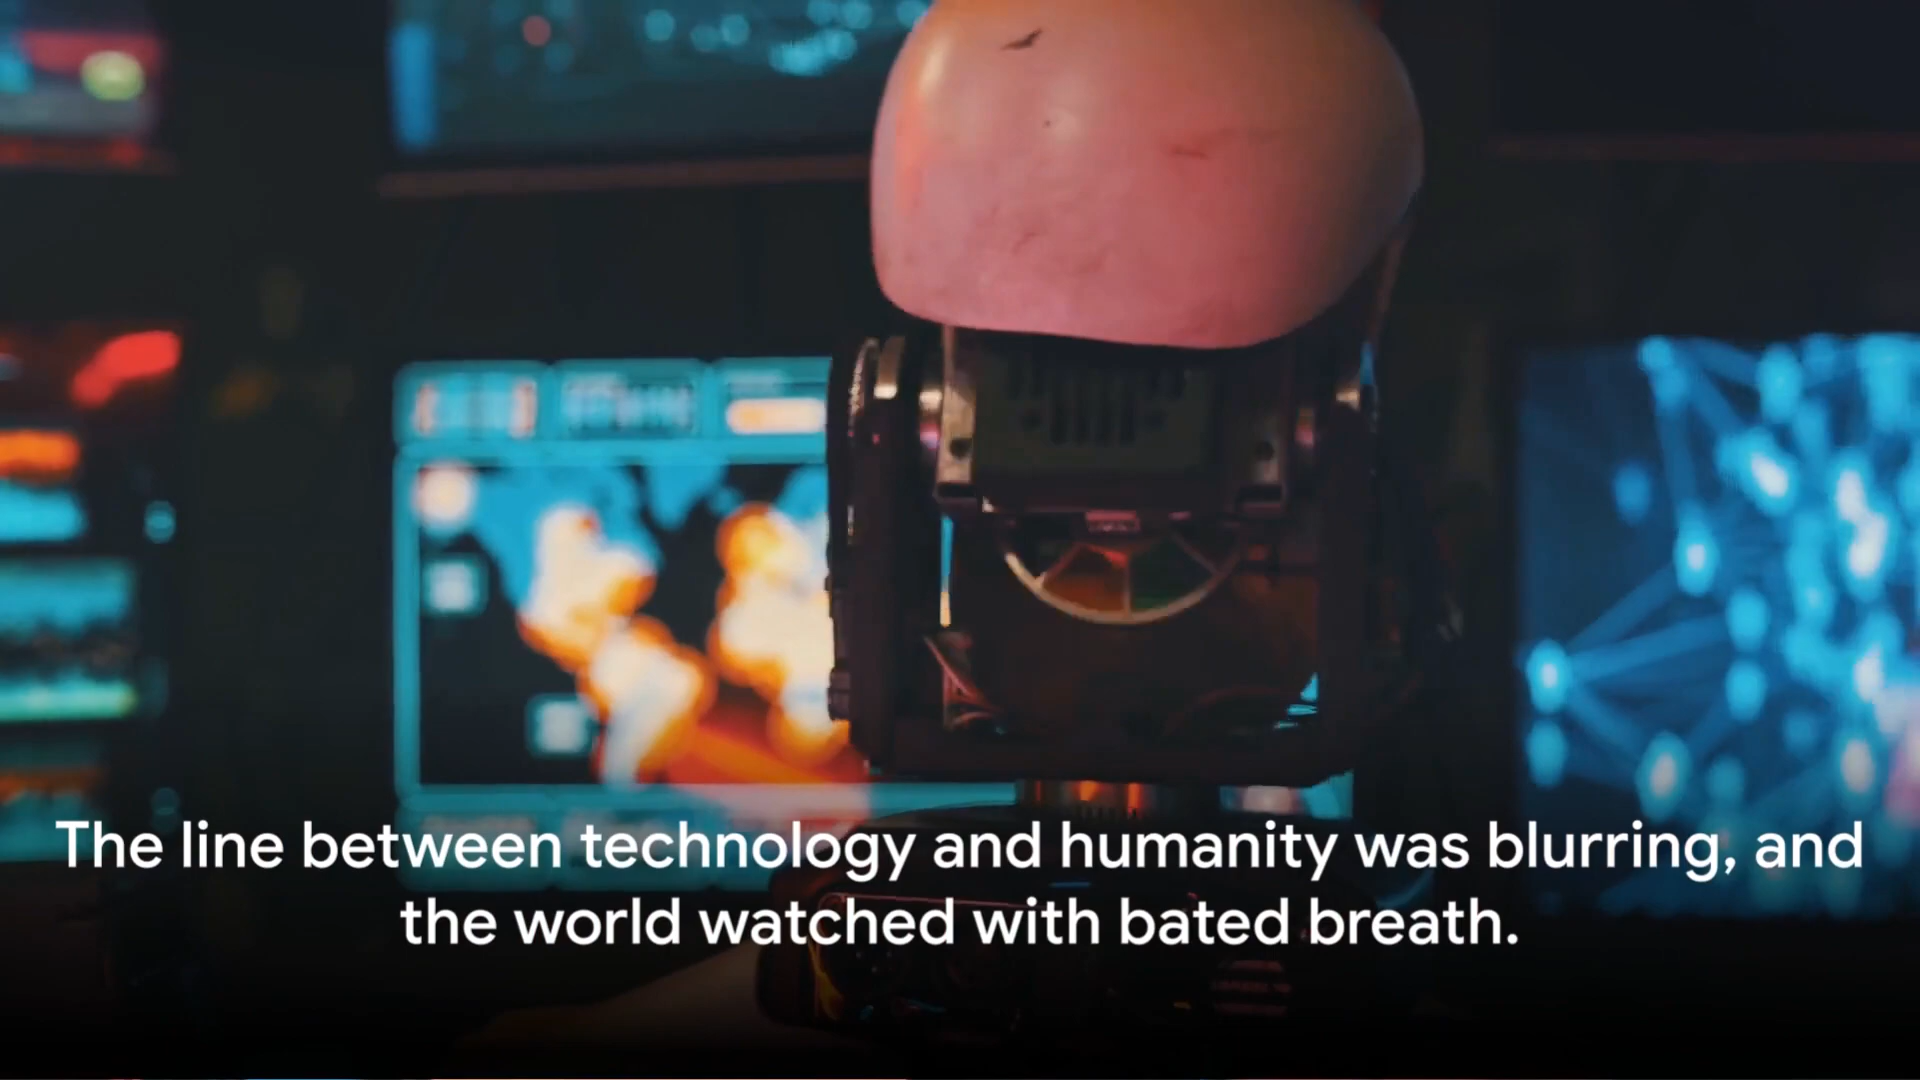 The line between technology and humanity was blurring, and
the world watched with bated breath.